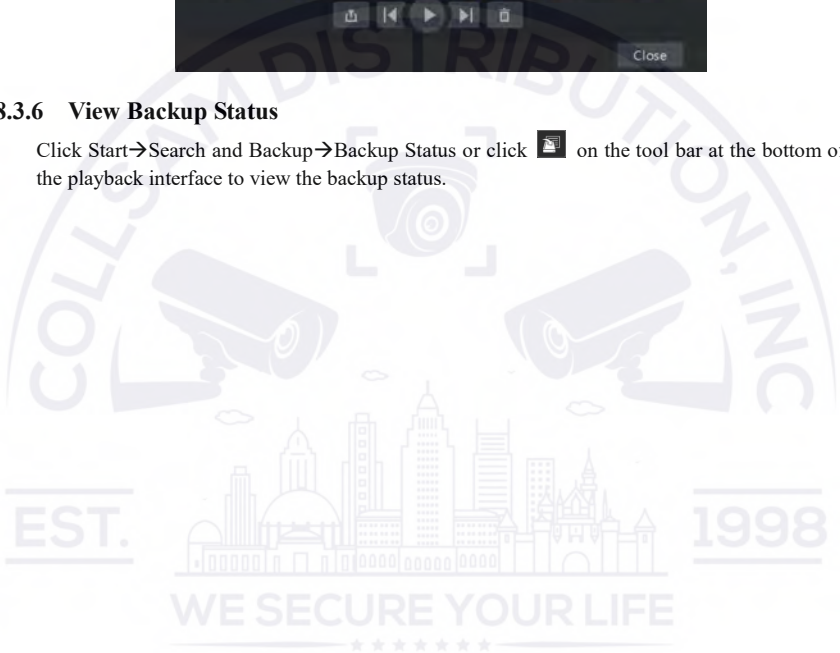 Close
8.3.6 View Backup Status
Click Start→Search and Backup→Backup Status or click on the tool bar at the bottom of
the playback interface to view the backup status.
COLLSAM DISTRIBUTION, INC
EST. 1998
WE SECURE YOUR LIFE